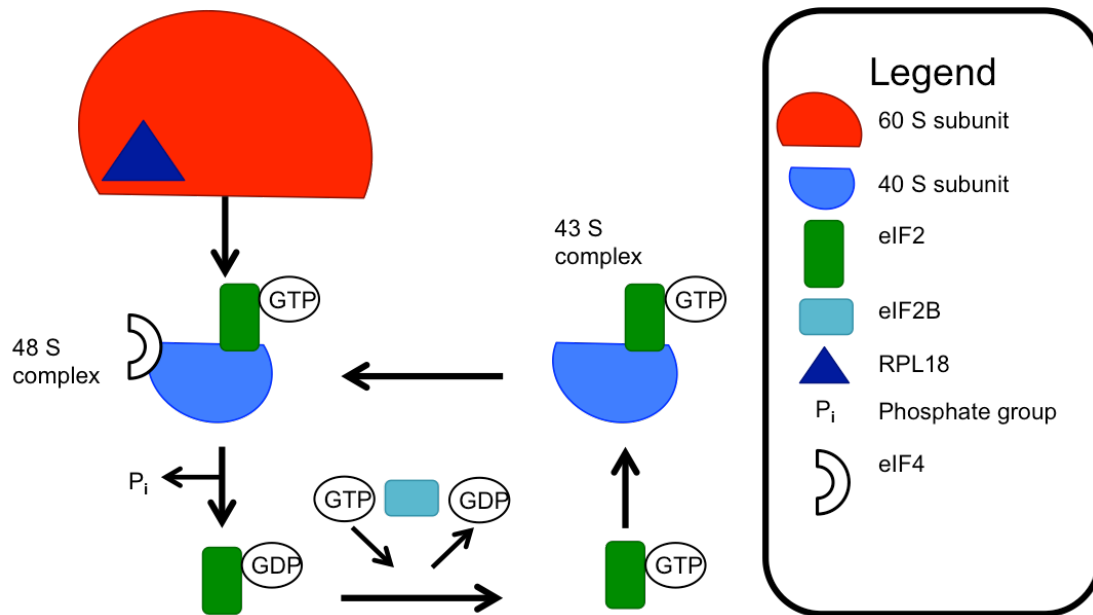 GTP
48 S
complex
Pi
GDP
GTP
GDP
43 S
complex
GTP
GTP
Legend
60 S subunit
40 S subunit
eIF2
eIF2B
RPL18
Pi Phosphate group
eIF4